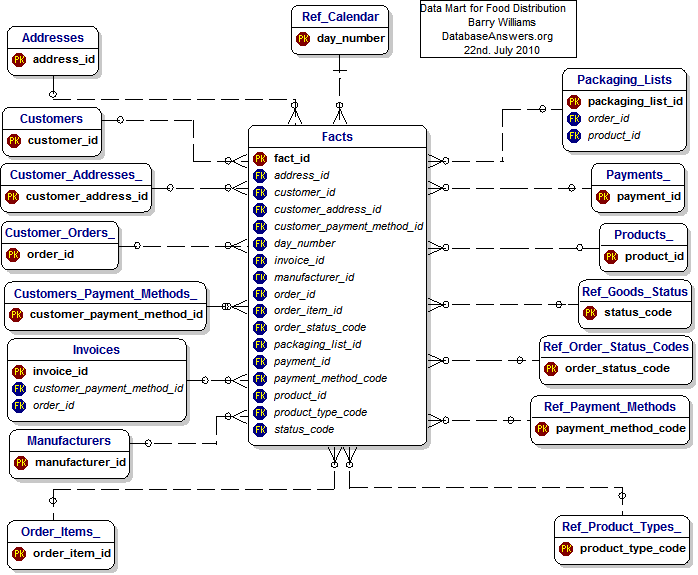 Data Mart for Food Distribution
Barry Williams
DatabaseAnswers.org
22nd. July 2010
Addresses
PK address_id
Ref_Calendar
PK day_number
Customers
PK customer_id
Customer_Addresses_
PK customer_address_id
Customer_Orders_
PK order_id
Customers_Payment_Methods_
PK customer_payment_method_id
Invoices
PK invoice_id
FK customer_payment_method_id
FK order_id
Manufacturers
PK manufacturer_id
Order_Items_
PK order_item_id
Facts
PK fact_id
FK address_id
FK customer_id
FK customer_address_id
FK customer_payment_method_id
FK day_number
FK invoice_id
FK manufacturer_id
FK order_id
FK order_item_id
FK order_status_code
FK packaging_list_id
FK payment_id
FK payment_method_code
FK product_id
FK product_type_code
FK status_code
Packaging_Lists
PK packaging_list_id
FK order_id
FK product_id
Payments_
PK payment_id
Products_
PK product_id
Ref_Goods_Status
PK status_code
Ref_Order_Status_Codes
PK order_status_code
Ref_Payment_Methods
PK payment_method_code
Ref_Product_Types_
PK product_type_code